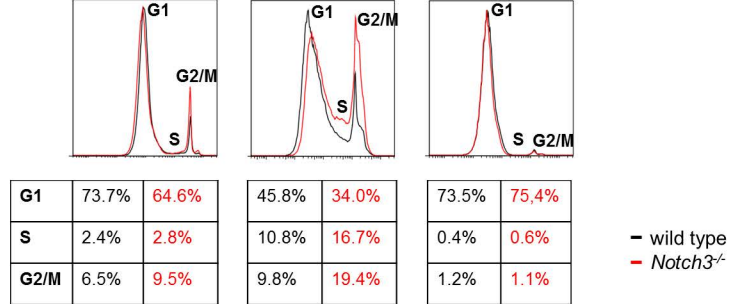 G1
G2/M
S
G1
G2/M
S
G1
S G2/M
G1 73.7% 64.6% 45.8% 34.0% 73.5% 75,4%
S 2.4% 2.8% 10.8% 16.7% 0.4% 0.6%
G2/M 6.5% 9.5% 9.8% 19.4% 1.2% 1.1%
wild type
Notch3-/-